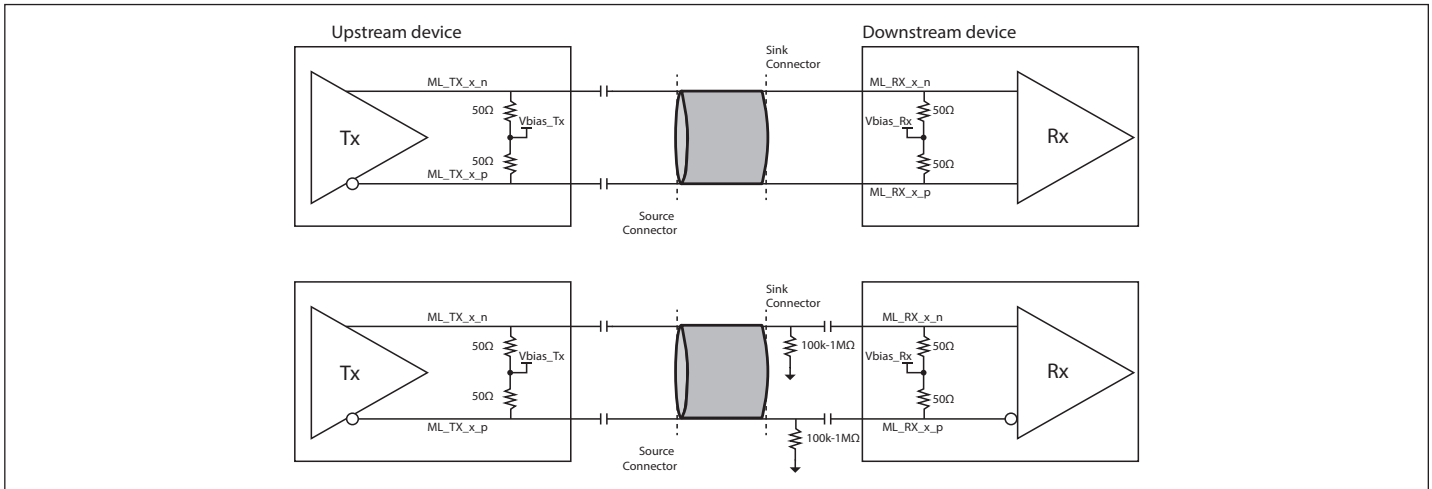 Upstream device
Downstream device
Sink
Connector
ML_TX_x_n
ML_RX_x_n
50Ω
50Ω
Vbias_Tx
Vbias_Rx
Tx
Rx
50Ω
50Ω
ML_TX_x_p
ML_RX_x_p
Source
Connector
Sink
Connector
ML_TX_x_n
ML_RX_x_n
50Ω
100k-1MΩ
50Ω
Vbias_Tx
Vbias_Rx
Tx
Rx
50Ω
50Ω
ML_TX_x_p
ML_RX_x_p
100k-1MΩ
Source
Connector